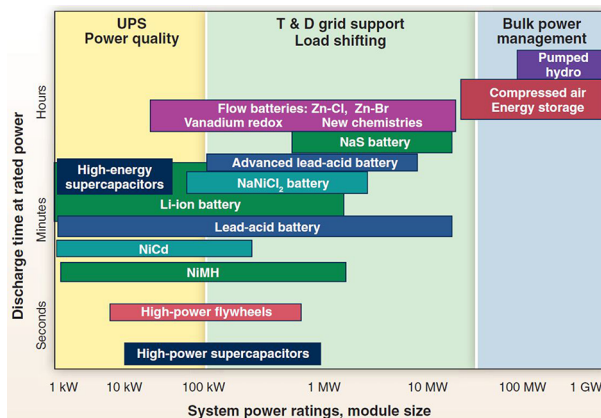 UPS
Power quality
T & D grid support
Load shifting
Bulk power
management
Pumped
hydro
Compressed air
Energy storage
Flow batteries: Zn-Cl, Zn-Br
Vanadium redox New chemistries
NaS battery
Advanced lead-acid battery
High-energy
supercapacitors
NaNiCl₂ battery
Li-ion battery
Lead-acid battery
NiCd
NiMH
High-power flywheels
High-power supercapacitors
Discharge time at rated power
Hours
Minutes
Seconds
1 kW 10 kW 100 kW 1 MW 10 MW 100 MW 1 GW
System power ratings, module size